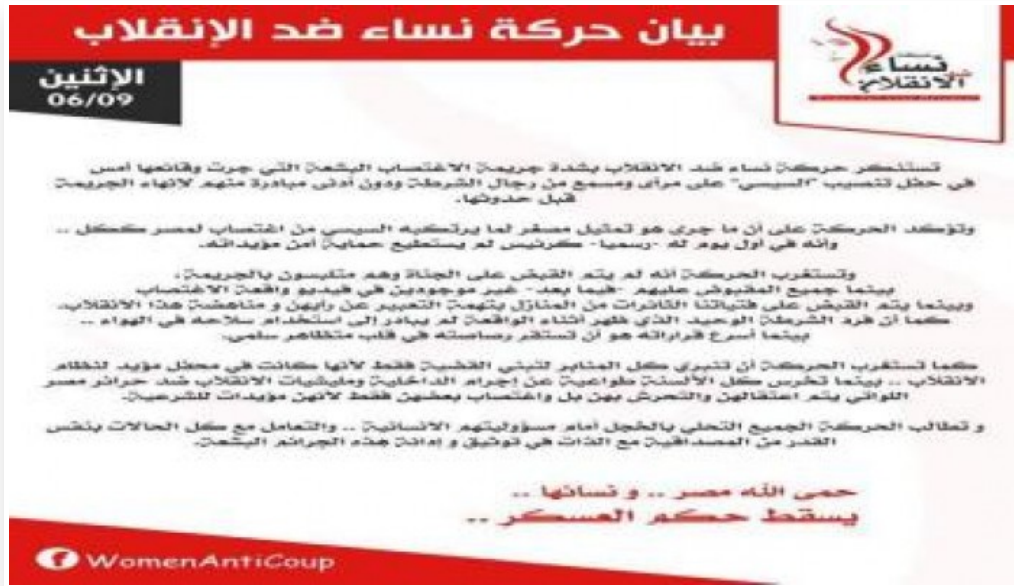 بيان حركة نساء ضد الإنقلاب
نساء ضد الانقلاب
الإثنين
06/09
تستنكر حركة نساء ضد الانقلاب بشدة جريمة الاغتصاب البشعة التي جرت وقائعها أمس
في حفل تنصيب "السيسي" على مرأى ومسمع من رجال الشرطة ودون أدنى مبادرة منهم لإنهاء الجريمة
قبل حدوثها.
وتؤكد الحركة على أن ما جرى هو تمثيل مصغر لما يرتكبه السيسي من اغتصاب لمصر ككل ..
وأنه في أول يوم له -رسميا- كرئيس لم يستطيع حماية أمن مؤيداته.
وتستغرب الحركة أنه لم يتم القبض على الجناة وهم متلبسون بالجريمة،
بينما جميع المقبوض عليهم -فيما بعد- غير موجودين في فيديو واقعة الاغتصاب
وبينما يتم القبض على فتياتنا الثائرات من المنازل بتهمة التعبير عن رأيهن و مناهضة هذا الانقلاب.
كما أن فرد الشرطة الوحيد الذي ظهر أثناء الواقعة لم يبادر إلى استخدام سلاحه في الهواء ..
بينما أسرع قراراته هو أن تستقر رصاصته في قلب متظاهر سلمي.
كما تستغرب الحركة أن تنبري كل المنابر لتبني القضية فقط لأنها كانت في محفل مؤيد لنظام
الانقلاب .. بينما تخرس كل الألسنة طواعية عن إجرام الداخلية ومليشيات الانقلاب ضد حرائر مصر
اللواتي يتم اعتقالهن والتحرش بهن بل واغتصاب بعضهن فقط لأنهن مؤيدات للشرعية.
و تطالب الحركة الجميع التحلي بالخجل أمام مسؤوليتهم الانسانية .. والتعامل مع كل الحالات بنفس
القدر من المصداقية مع الذات في توثيق و إدانة هذه الجرائم البشعة.
حمى الله مصر .. و نسائها ..
يسقط حكم العسكر ..
WomenAntiCoup